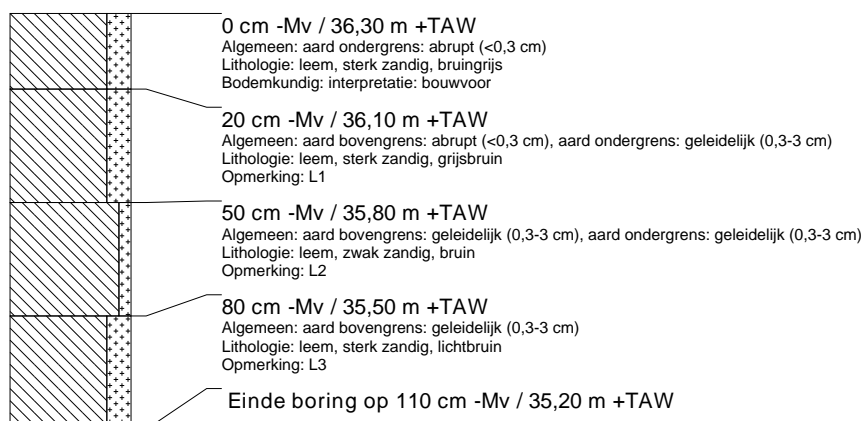 0 cm -Mv / 36,30 m +TAW
Algemeen: aard ondergrens: abrupt (<0,3 cm)
Lithologie: leem, sterk zandig, bruingrijs
Bodemkundig: interpretatie: bouwvoor
20 cm -Mv / 36,10 m +TAW
Algemeen: aard bovengrens: abrupt (<0,3 cm), aard ondergrens: geleidelijk (0,3-3 cm)
Lithologie: leem, sterk zandig, grijsbruin
Opmerking: L1
50 cm -Mv / 35,80 m +TAW
Algemeen: aard bovengrens: geleidelijk (0,3-3 cm), aard ondergrens: geleidelijk (0,3-3 cm)
Lithologie: leem, zwak zandig, bruin
Opmerking: L2
80 cm -Mv / 35,50 m +TAW
Algemeen: aard bovengrens: geleidelijk (0,3-3 cm)
Lithologie: leem, sterk zandig, lichtbruin
Opmerking: L3
Einde boring op 110 cm -Mv / 35,20 m +TAW